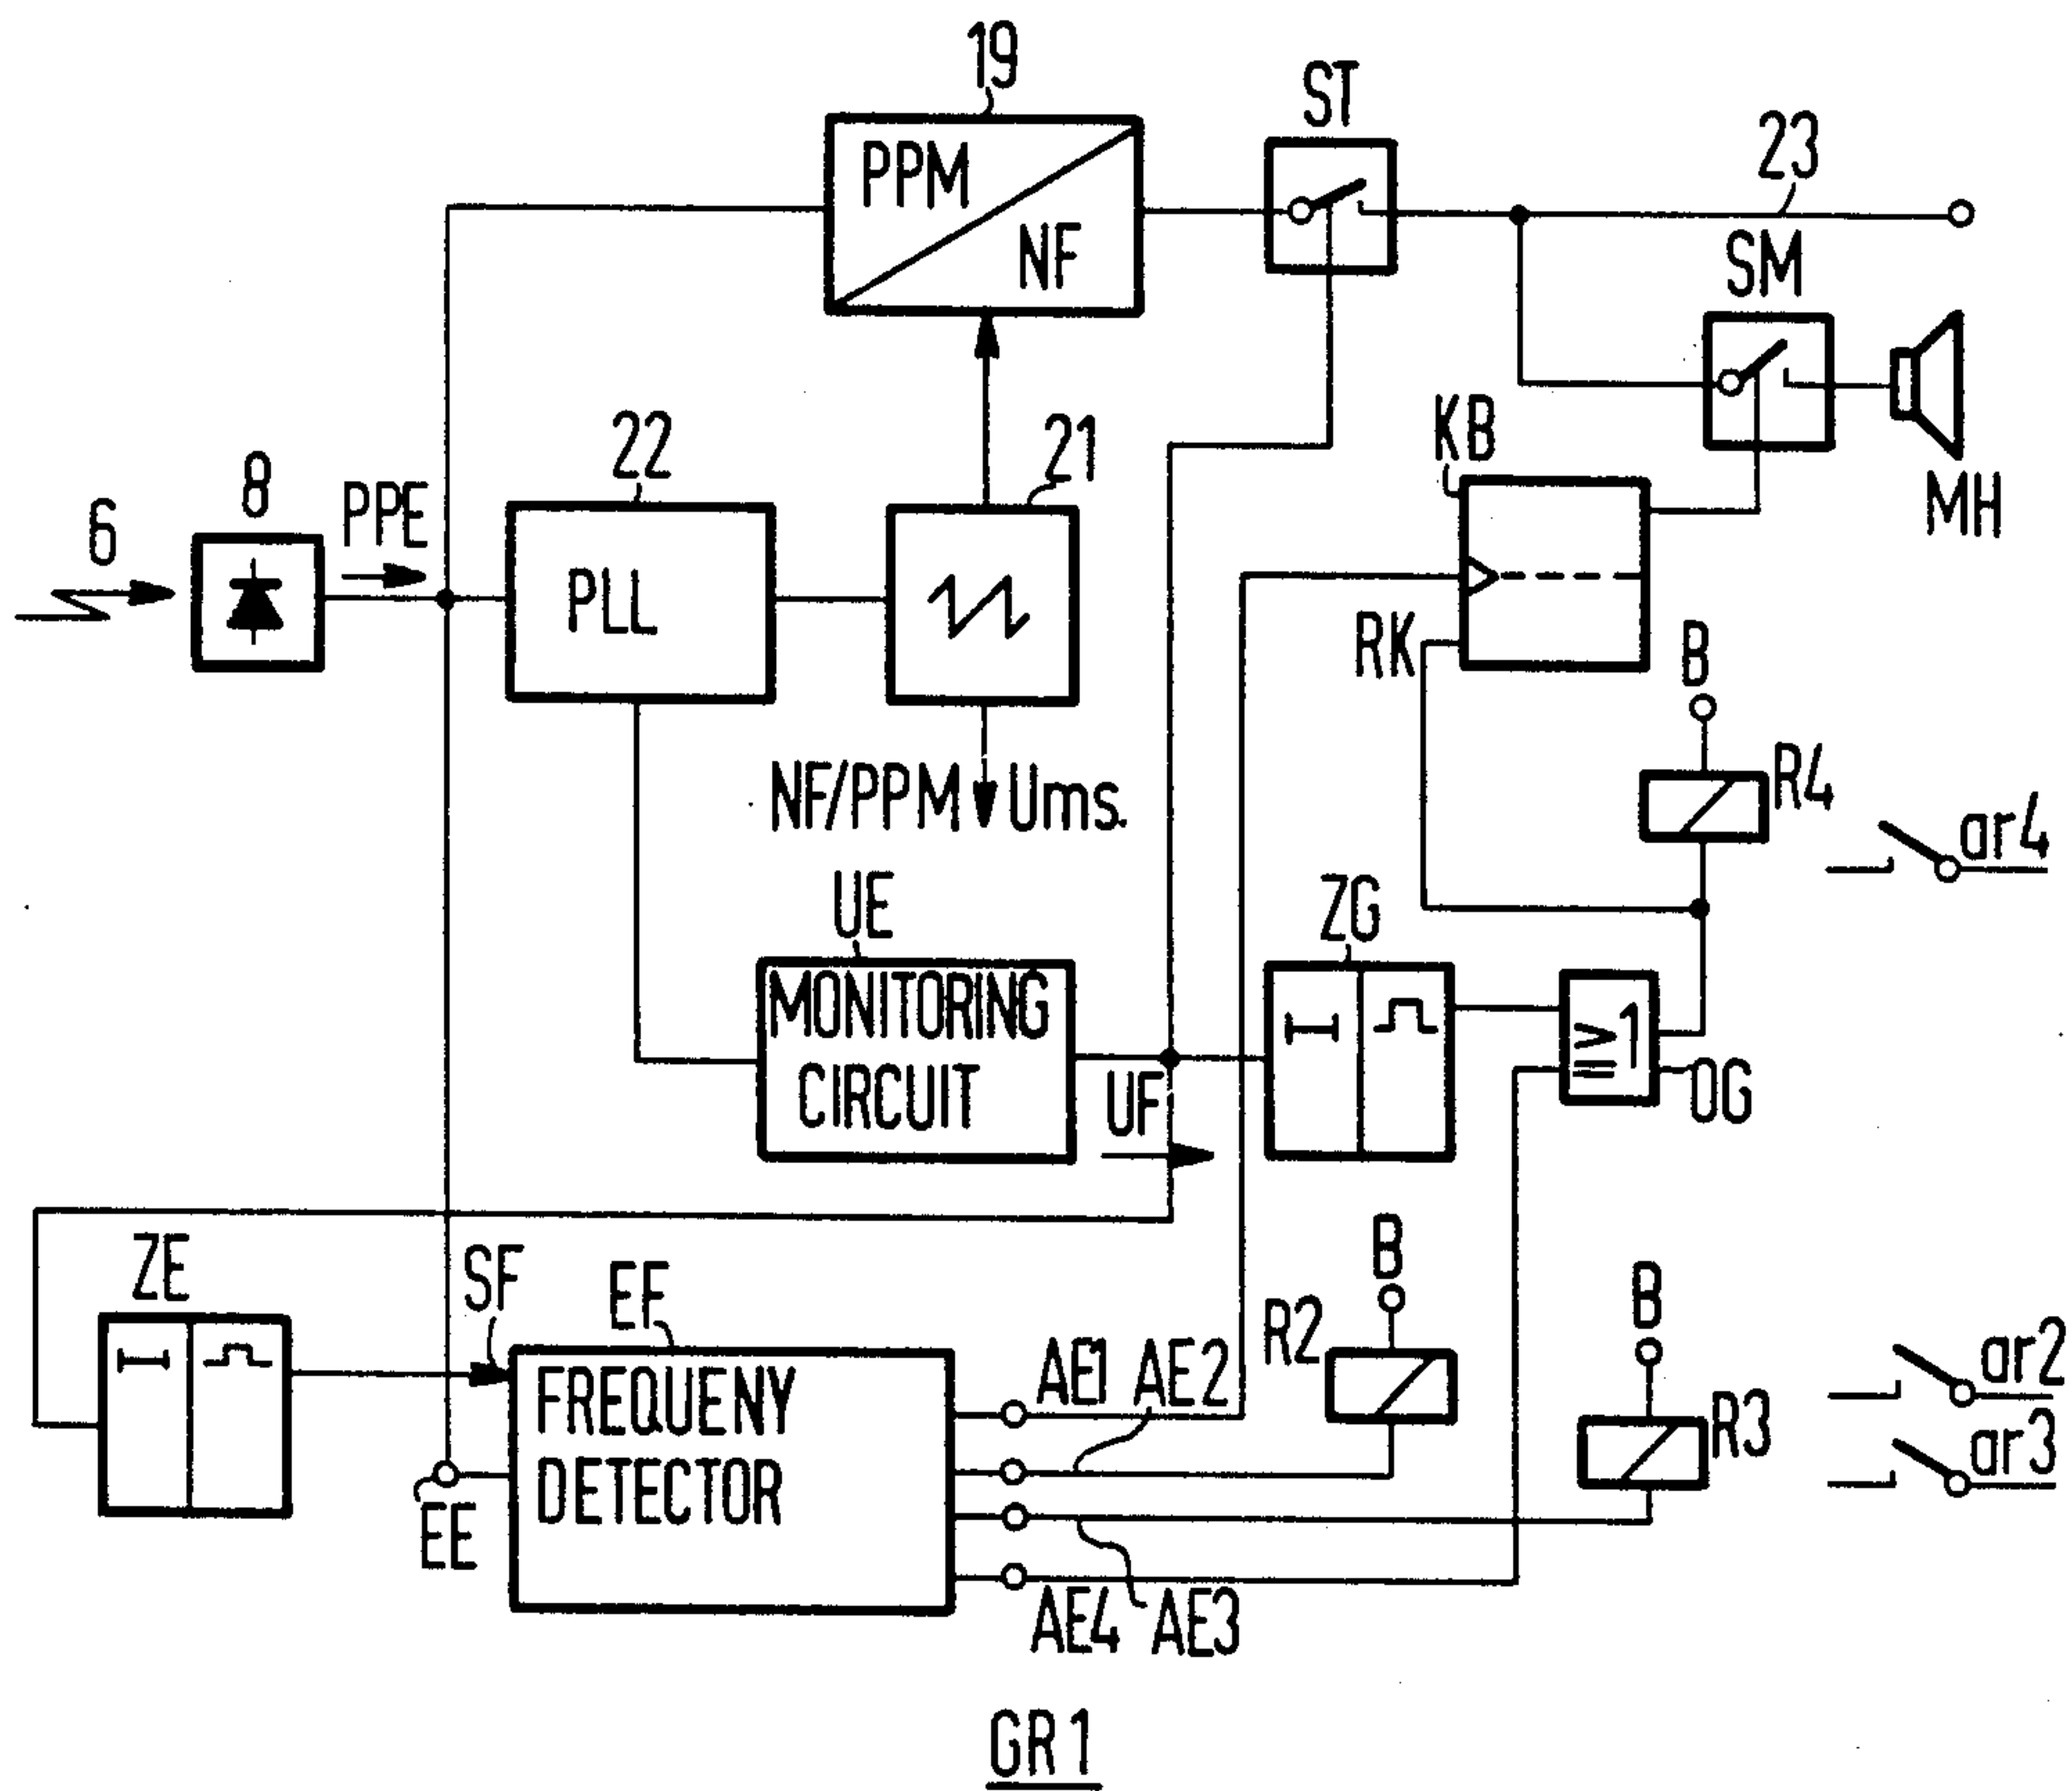 19
ST
23
PPM
NF
SM
KB
MH
22
21
8
6
PPE
PLL
RK
B
R4
ar4
NF/PPM Ums.
UE
ZG
MONITORING
CIRCUIT
UF
≥1
OG
ZE
SF
EF
B
B
R2
AE1 AE2
FREQUENY
DETECTOR
R3
ar2
ar3
EE
AE4 AE3
GR1